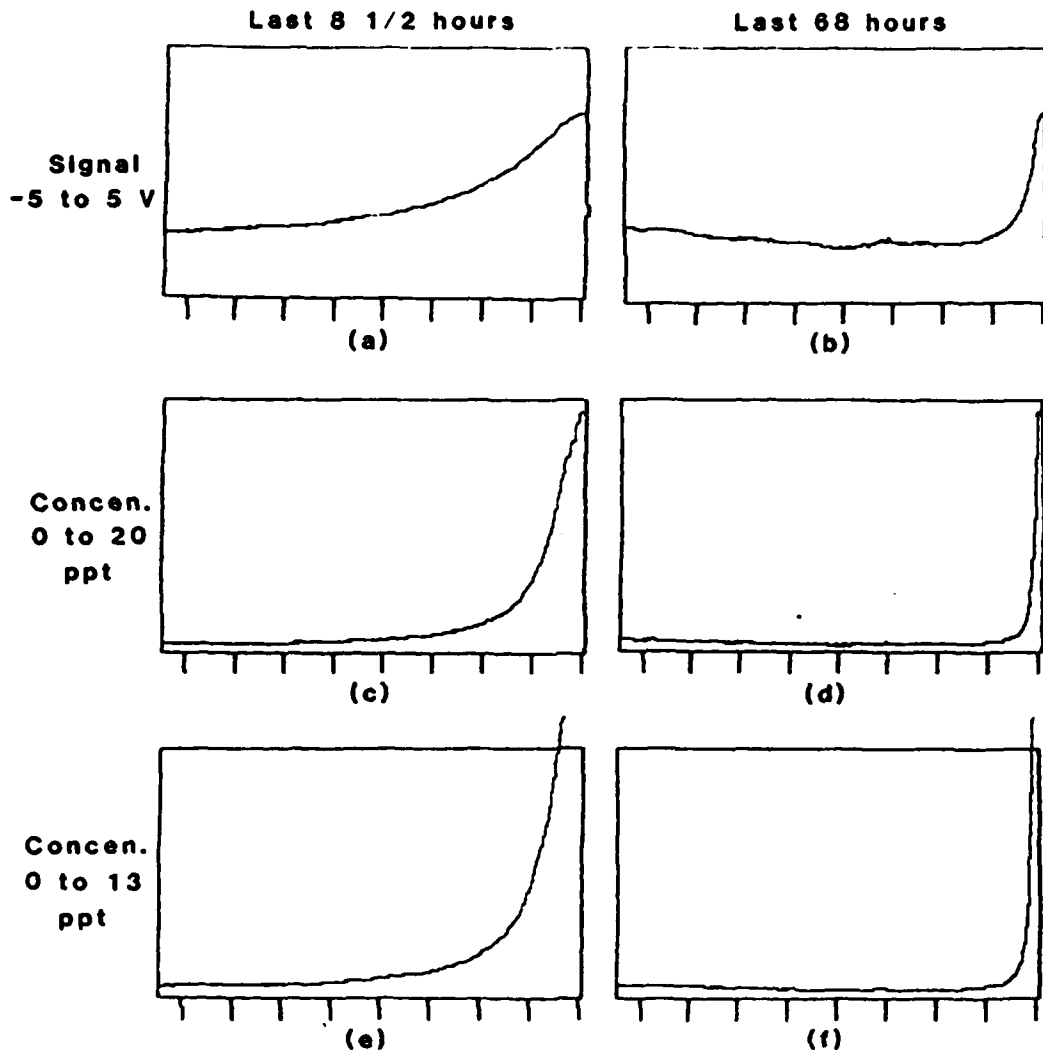 Last 8 1/2 hours
Last 68 hours
Signal
-5 to 5 V
(a)
(b)
Concen.
0 to 20
ppt
(c)
(d)
Concen.
0 to 13
ppt
(e)
(f)